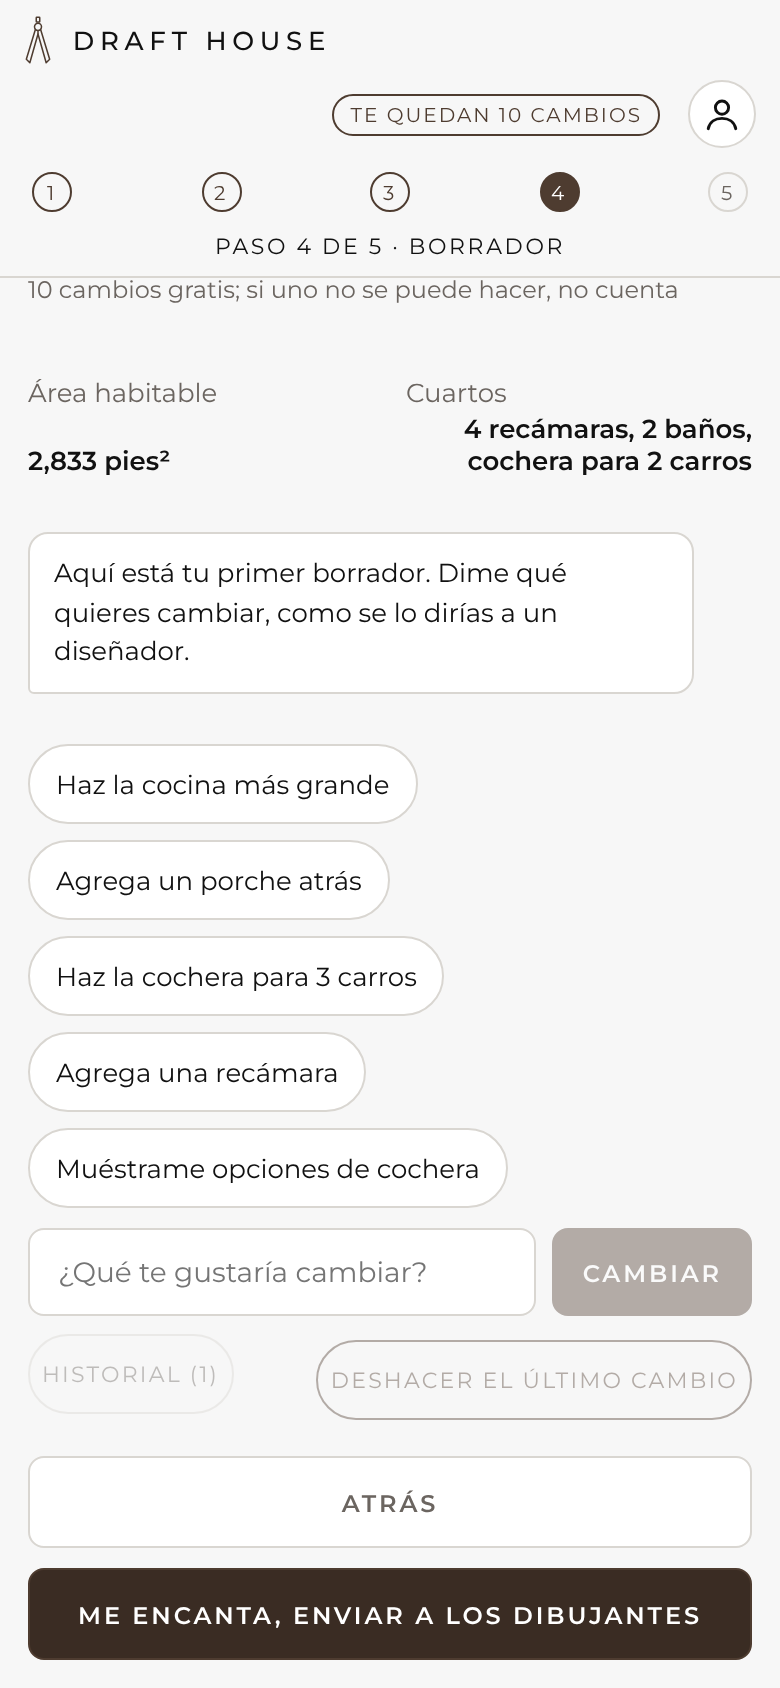 DRAFT HOUSE
TE QUEDAN 10 CAMBIOS
1 2 3 4 5
PASO 4 DE 5 · BORRADOR
10 cambios gratis; si uno no se puede hacer, no cuenta
Área habitable
2,833 pies²
Cuartos
4 recámaras, 2 baños,
cochera para 2 carros
Aquí está tu primer borrador. Dime qué
quieres cambiar, como se lo dirías a un
diseñador.
Haz la cocina más grande
Agrega un porche atrás
Haz la cochera para 3 carros
Agrega una recámara
Muéstrame opciones de cochera
¿Qué te gustaría cambiar?
CAMBIAR
HISTORIAL (1)
DESHACER EL ÚLTIMO CAMBIO
ATRÁS
ME ENCANTA, ENVIAR A LOS DIBUJANTES